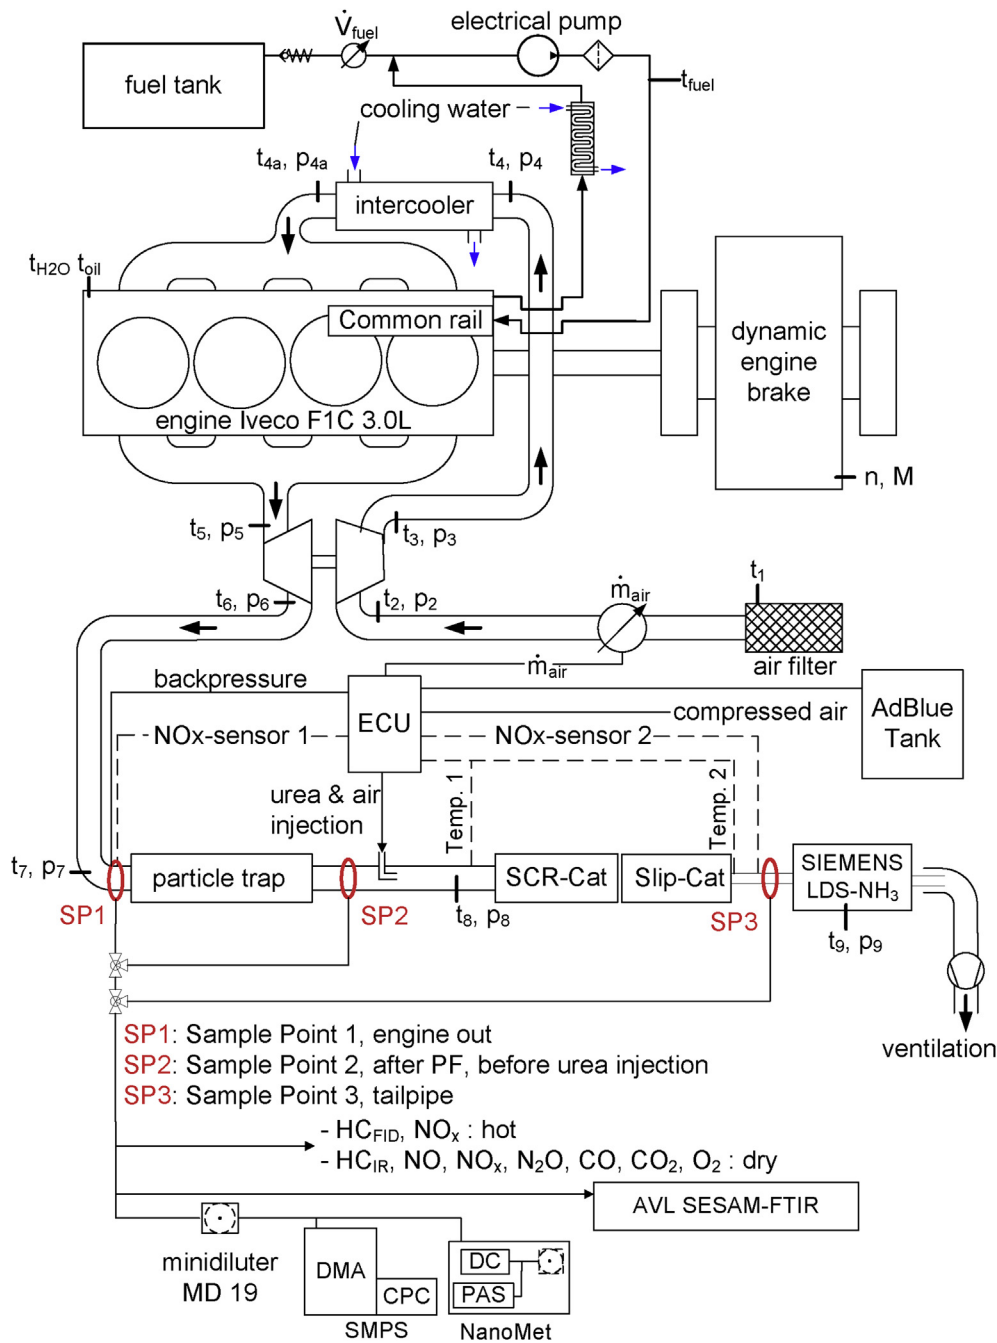 V̇fuel
electrical pump
fuel tank
tfuel
cooling water
t4a, p4a
t4, p4
intercooler
tH2O toil
Common rail
engine Iveco F1C 3.0L
dynamic
engine
brake
n, M
t5, p5
t3, p3
t6, p6
t2, p2
ṁair
t1
air filter
ṁair
backpressure
ECU
compressed air
AdBlue
Tank
NOx-sensor 1
NOx-sensor 2
urea & air
injection
Temp. 1
Temp. 2
t7, p7
particle trap
SCR-Cat
Slip-Cat
SIEMENS
LDS-NH3
SP1
SP2
SP3
t8, p8
t9, p9
ventilation
SP1: Sample Point 1, engine out
SP2: Sample Point 2, after PF, before urea injection
SP3: Sample Point 3, tailpipe
- HCFID, NOx : hot
- HCIR, NO, NOx, N2O, CO, CO2, O2 : dry
AVL SESAM-FTIR
minidiluter
MD 19
DMA
CPC
SMPS
DC
PAS
NanoMet